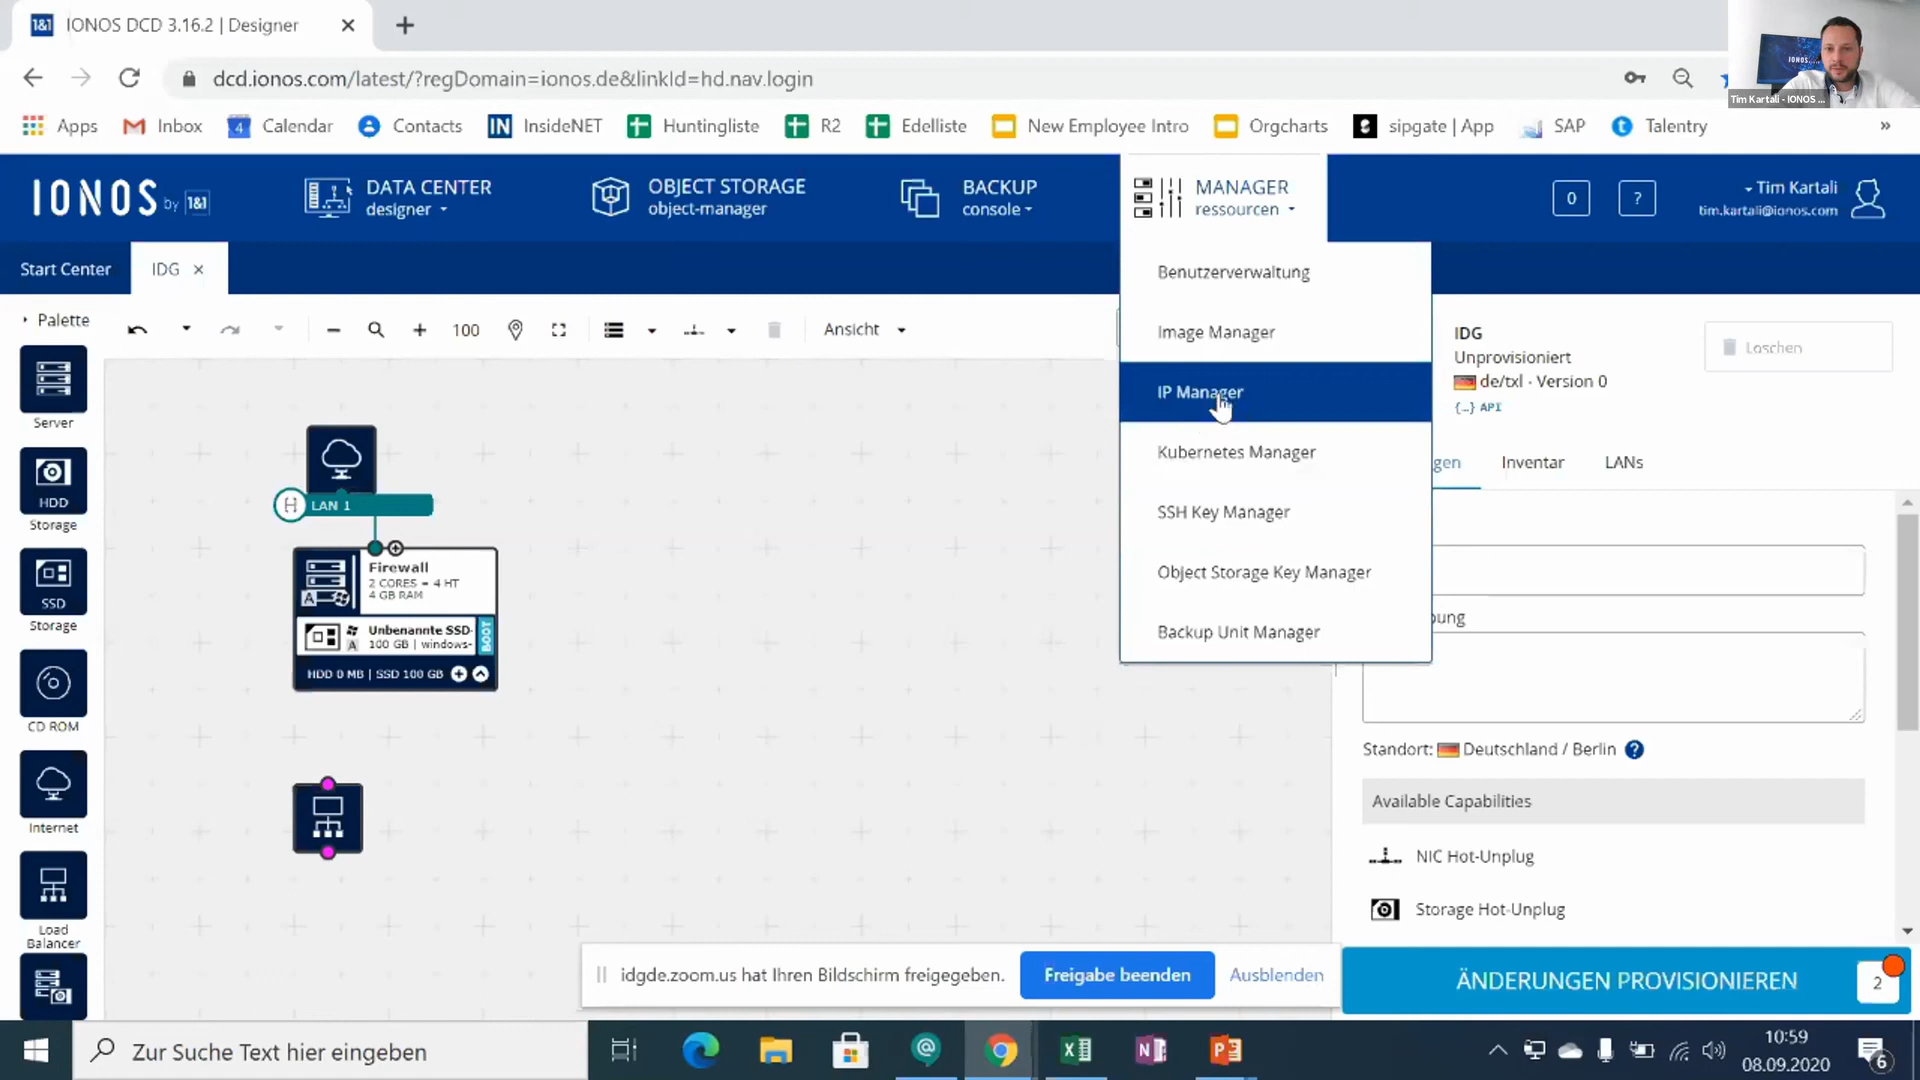 IONOS DCD 3.16.2 | Designer
dcd.ionos.com/latest/?regDomain=ionos.de&linkId=hd.nav.login
Tim Kartali - IONOS ...
Apps
Inbox
Calendar
Contacts
IN InsideNET
Huntingliste
R2
Edelliste
New Employee Intro
Orgcharts
sipgate | App
SAP
Talentry
»
IONOS by 1&1
DATA CENTER
designer
OBJECT STORAGE
object-manager
BACKUP
console
MANAGER
ressourcen
0
?
Tim Kartali
tim.kartali@ionos.com
Start Center
IDG
Palette
100
Ansicht
Server
HDD
Storage
SSD
Storage
CD ROM
Internet
Load
Balancer
LAN 1
Firewall
2 CORES = 4 HT
4 GB RAM
A
Unbenannte SSD-
100 GB | windows-
A
BOOT
HDD 0 MB | SSD 100 GB
Benutzerverwaltung
Image Manager
IP Manager
Kubernetes Manager
SSH Key Manager
Object Storage Key Manager
Backup Unit Manager
IDG
Unprovisioniert
de/txl - Version 0
{...} API
Loschen
gen
Inventar
LANs
bung
Standort: Deutschland / Berlin ?
Available Capabilities
NIC Hot-Unplug
Storage Hot-Unplug
idgde.zoom.us hat Ihren Bildschirm freigegeben.
Freigabe beenden
Ausblenden
ÄNDERUNGEN PROVISIONIEREN
2
Zur Suche Text hier eingeben
10:59
08.09.2020
6